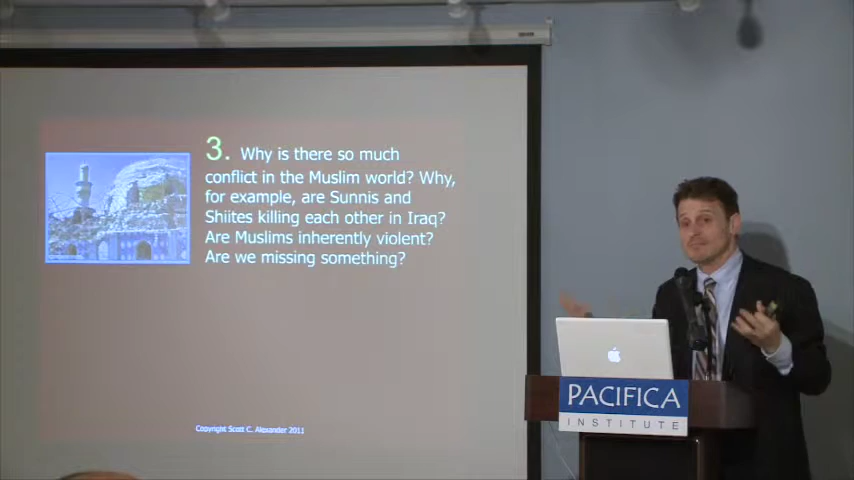 3. Why is there so much
conflict in the Muslim world? Why,
for example, are Sunnis and
Shiites killing each other in Iraq?
Are Muslims inherently violent?
Are we missing something?
Copyright Scott C. Alexander 2011
PACIFICA
INSTITUTE